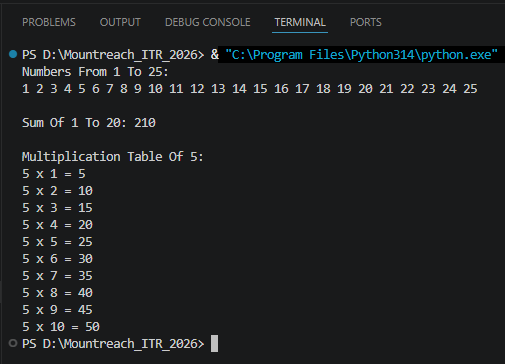 PROBLEMS OUTPUT DEBUG CONSOLE TERMINAL PORTS
PS D:\Mountreach_ITR_2026> & "C:\Program Files\Python314\python.exe"
Numbers From 1 To 25:
1 2 3 4 5 6 7 8 9 10 11 12 13 14 15 16 17 18 19 20 21 22 23 24 25
Sum Of 1 To 20: 210
Multiplication Table Of 5:
5 x 1 = 5
5 x 2 = 10
5 x 3 = 15
5 x 4 = 20
5 x 5 = 25
5 x 6 = 30
5 x 7 = 35
5 x 8 = 40
5 x 9 = 45
5 x 10 = 50
PS D:\Mountreach_ITR_2026>